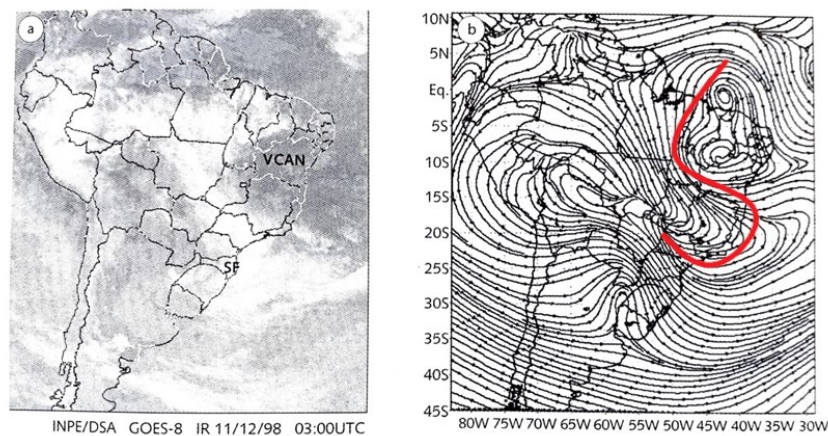 a
VCAN
SF
INPE/DSA GOES-8 IR 11/12/98 03:00UTC
b
10N
5N
Eq.
5S
10S
15S
20S
25S
30S
35S
40S
45S
80W 75W 70W 65W 60W 55W 50W 45W 40W 35W 30W